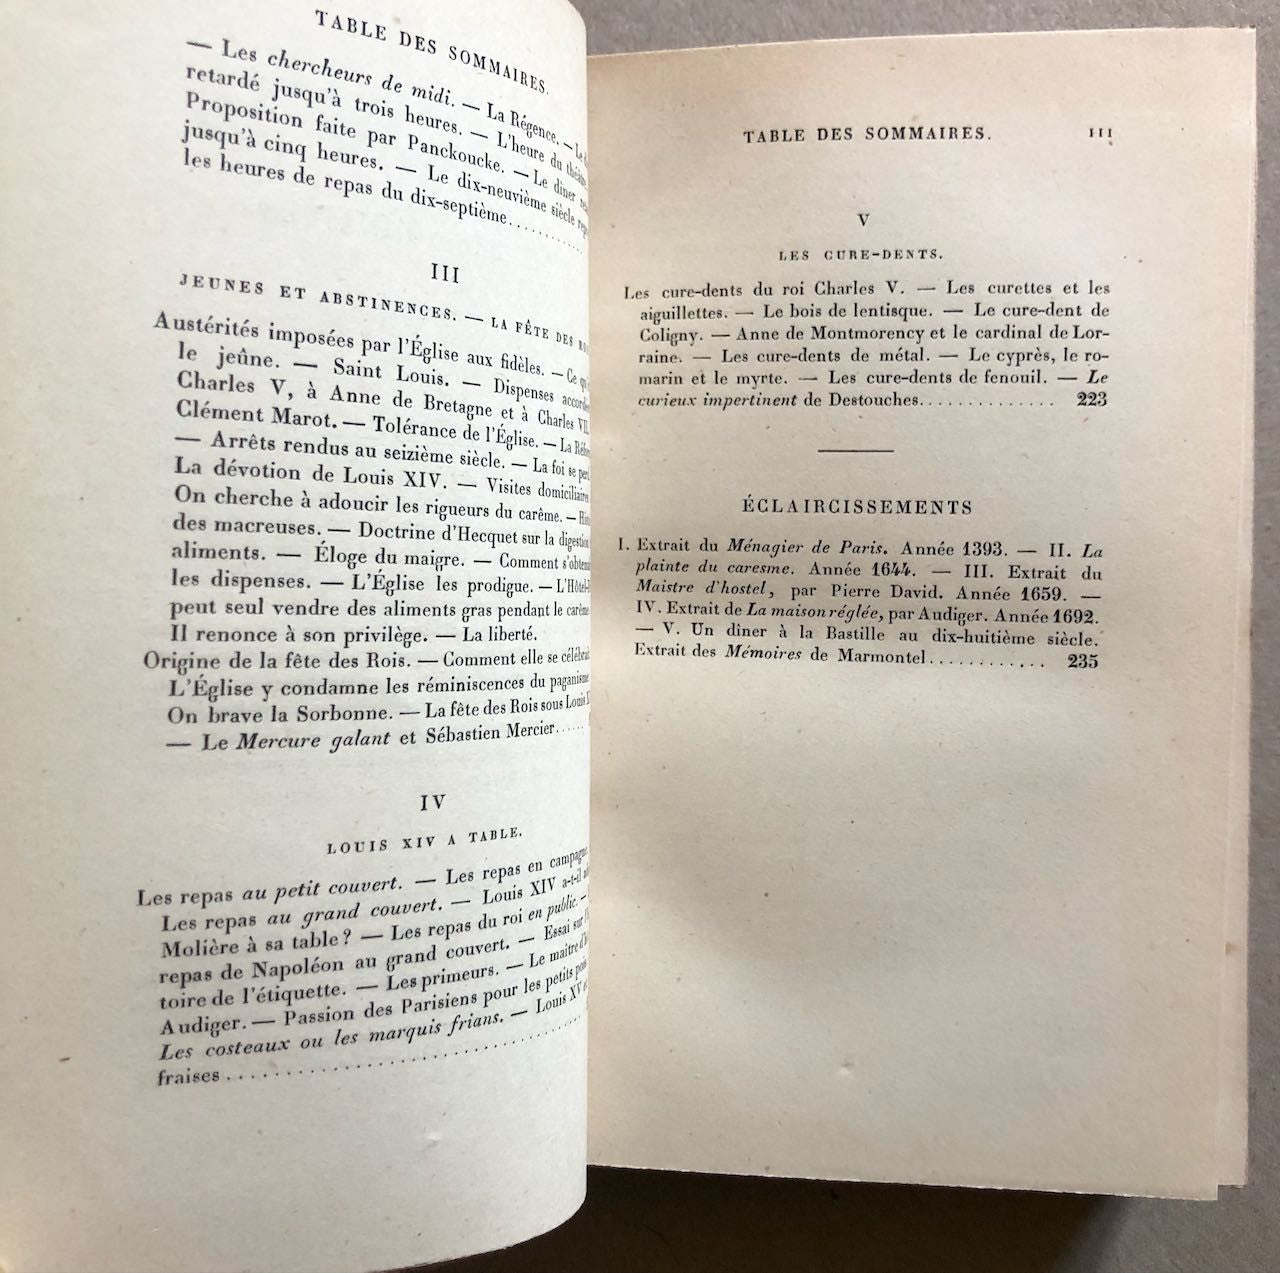 TABLE DES SOMMAIRES.
— Les chercheurs de midi. — La Régence. — Le
retardé jusqu'à trois heures. — L'heure du théâtre
Proposition faite par Panckoucke. — Le dîner
jusqu'à cinq heures. — Le dix-neuvième siècle
les heures de repas du dix-septième............
III
JEUNES ET ABSTINENCES. — LA FÊTE DES
Austérités imposées par l'Église aux fidèles. — Ce
le jeûne. — Saint Louis. — Dispenses
Charles V, à Anne de Bretagne et à Charles
Clément Marot. — Tolérance de l'Église. — La
— Arrêts rendus au seizième siècle. — La foi se
La dévotion de Louis XIV. — Visites domiciliaires
On cherche à adoucir les rigueurs du carême. —
des macreuses. — Doctrine d'Hecquet sur la digestion
aliments. — Éloge du maigre. — Comment
les dispenses. — L'Église les prodigue. —
peut seul vendre des aliments gras pendant le carême
Il renonce à son privilège. — La liberté.
Origine de la fête des Rois. — Comment elle se
L'Église y condamne les réminiscences du paganisme
On brave la Sorbonne. — La fête des Rois sous Louis
— Le Mercure galant et Sébastien Mercier......
IV
LOUIS XIV A TABLE.
Les repas au petit couvert. — Les repas en campagne
Les repas au grand couvert. — Louis XIV a-t-il
Molière à sa table? — Les repas du roi en public. —
repas de Napoléon au grand couvert. — Essai sur
toire de l'étiquette. — Les primeurs. — Le maître
Audiger. — Passion des Parisiens pour les petits pois
Les costeaux ou les marquis frians. — Louis XV
fraises..............................
TABLE DES SOMMAIRES. III
V
LES CURE-DENTS.
Les cure-dents du roi Charles V. — Les curettes et les
aiguillettes. — Le bois de lentisque. — Le cure-dent de
Coligny. — Anne de Montmorency et le cardinal de Lor-
raine. — Les cure-dents de métal. — Le cyprès, le ro-
marin et le myrte. — Les cure-dents de fenouil. — Le
curieux impertinent de Destouches.............. 223
ÉCLAIRCISSEMENTS
I. Extrait du Ménagier de Paris. Année 1393. — II. La
plainte du caresme. Année 1644. — III. Extrait du
Maistre d'hostel, par Pierre David. Année 1659. —
IV. Extrait de La maison réglée, par Audiger. Année 1692.
— V. Un dîner à la Bastille au dix-huitième siècle.
Extrait des Mémoires de Marmontel............ 235